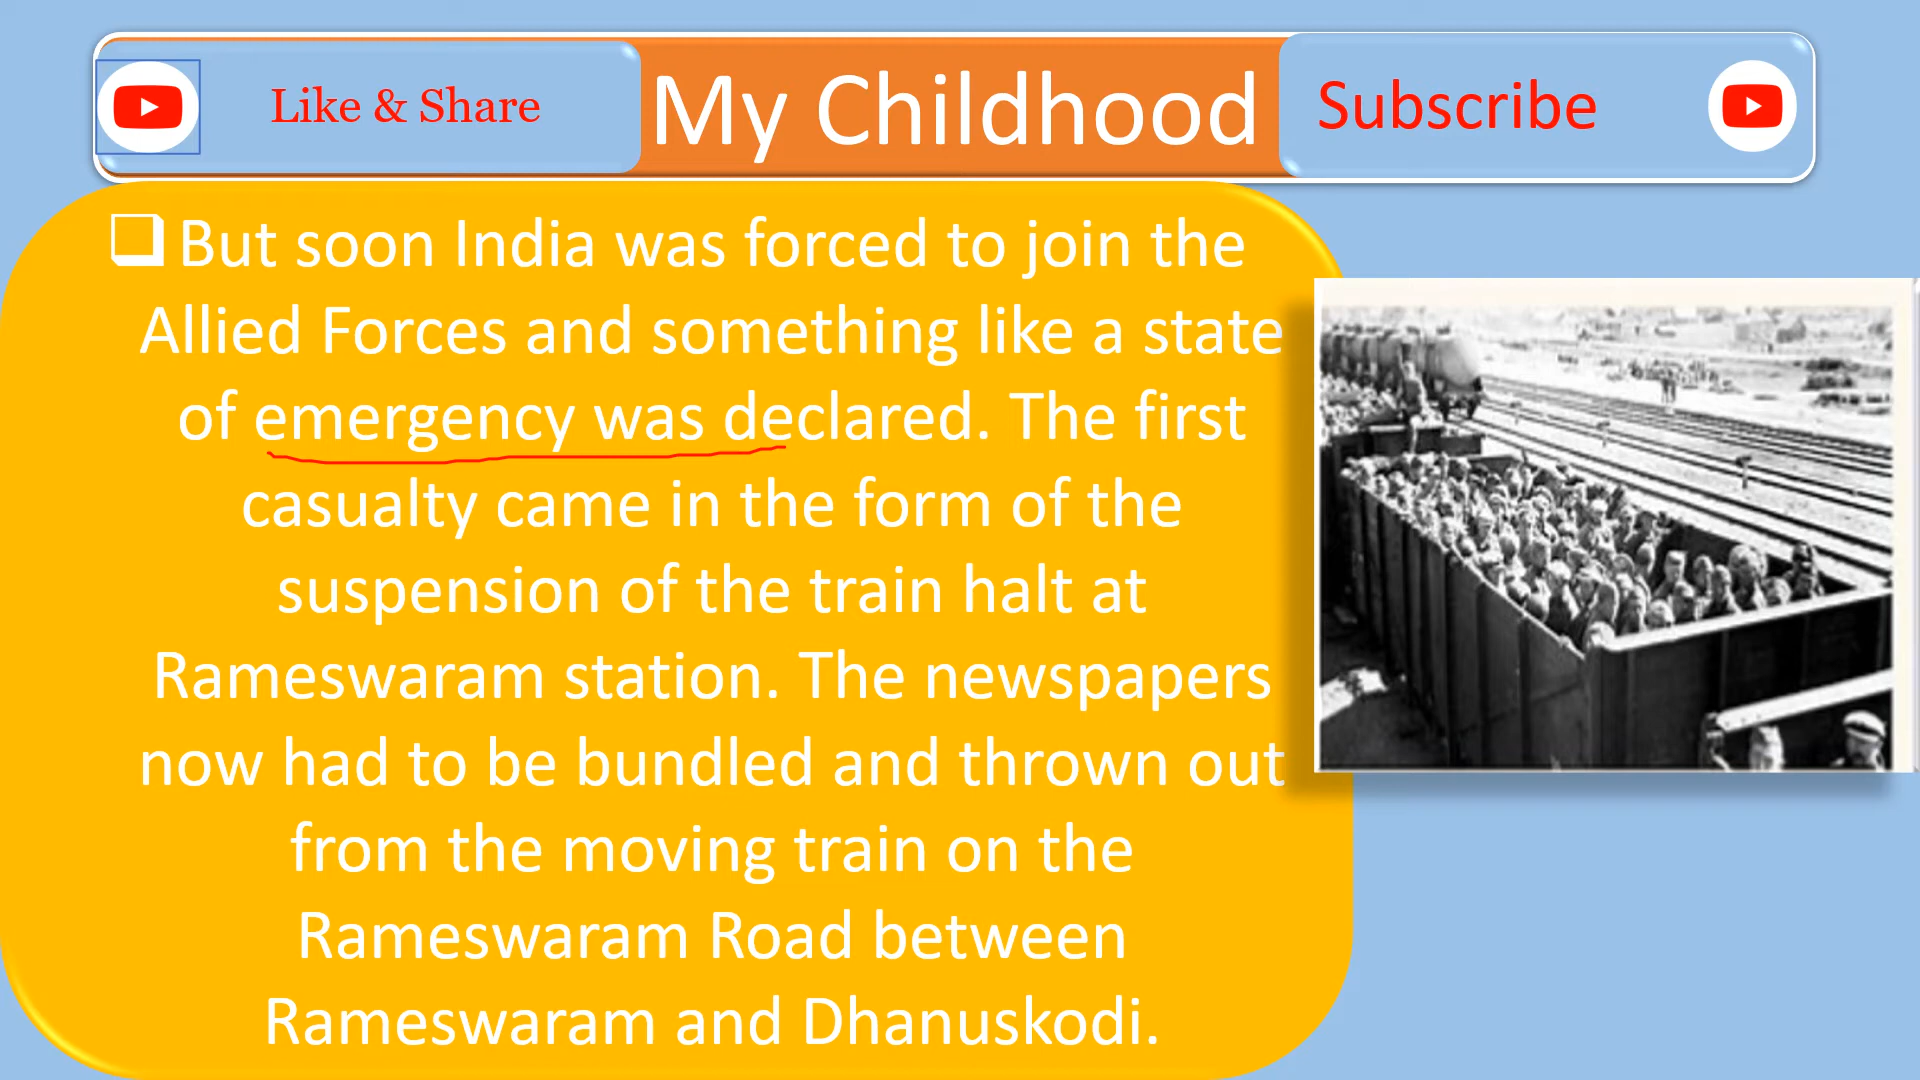 Like & Share
My Childhood
Subscribe
But soon India was forced to join the
Allied Forces and something like a state
of emergency was declared. The first
casualty came in the form of the
suspension of the train halt at
Rameswaram station. The newspapers
now had to be bundled and thrown out
from the moving train on the
Rameswaram Road between
Rameswaram and Dhanuskodi.